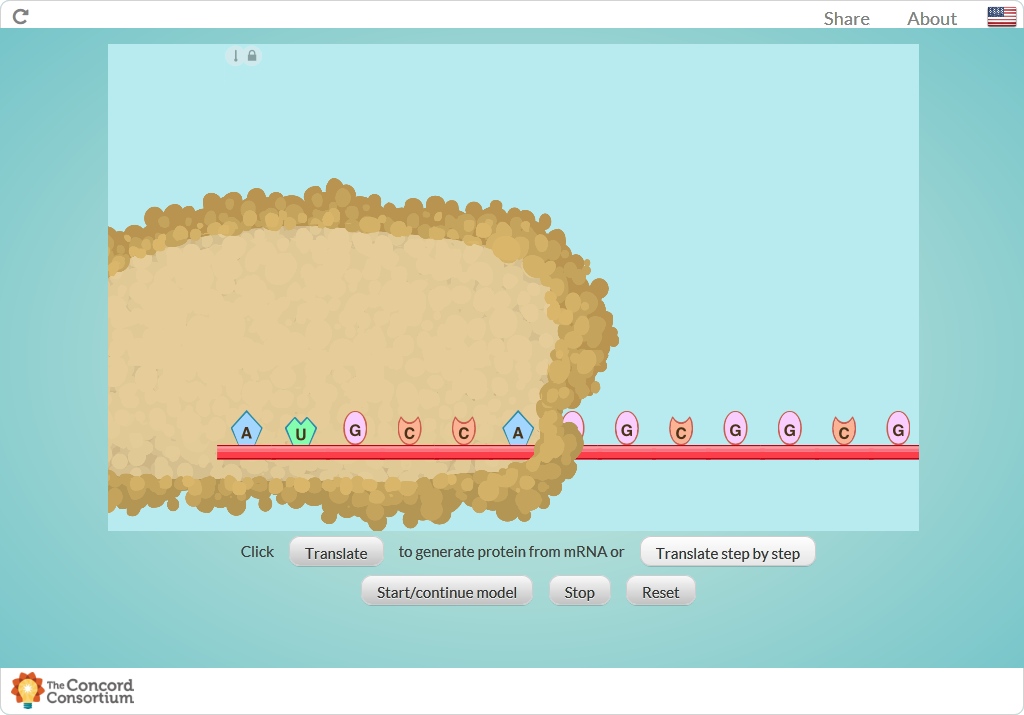 Share About
A U G C C A G C G G C G
Click Translate to generate protein from mRNA or Translate step by step
Start/continue model Stop Reset
The Concord
Consortium